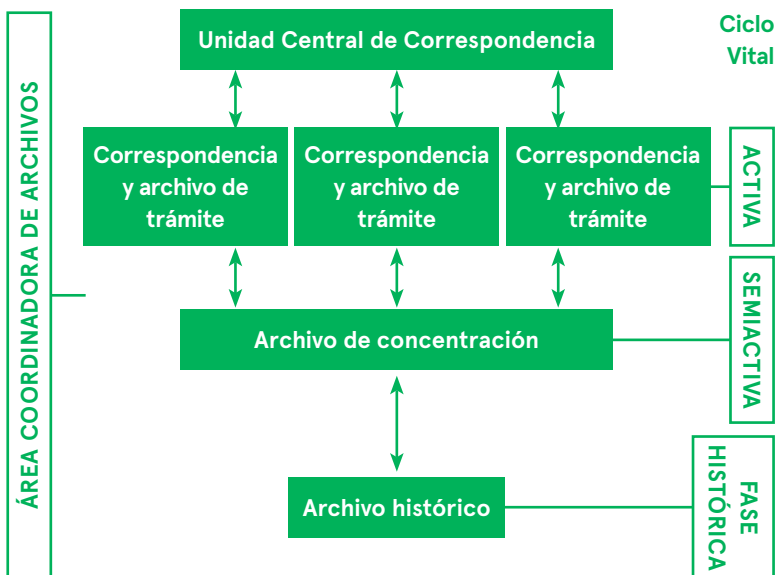 Unidad Central de Correspondencia
Ciclo
Vital
ÁREA COORDINADORA DE ARCHIVOS
Correspondencia
y archivo de
trámite
Correspondencia
y archivo de
trámite
Correspondencia
y archivo de
trámite
ACTIVA
Archivo de concentración
SEMIACTIVA
Archivo histórico
FASE
HISTÓRICA